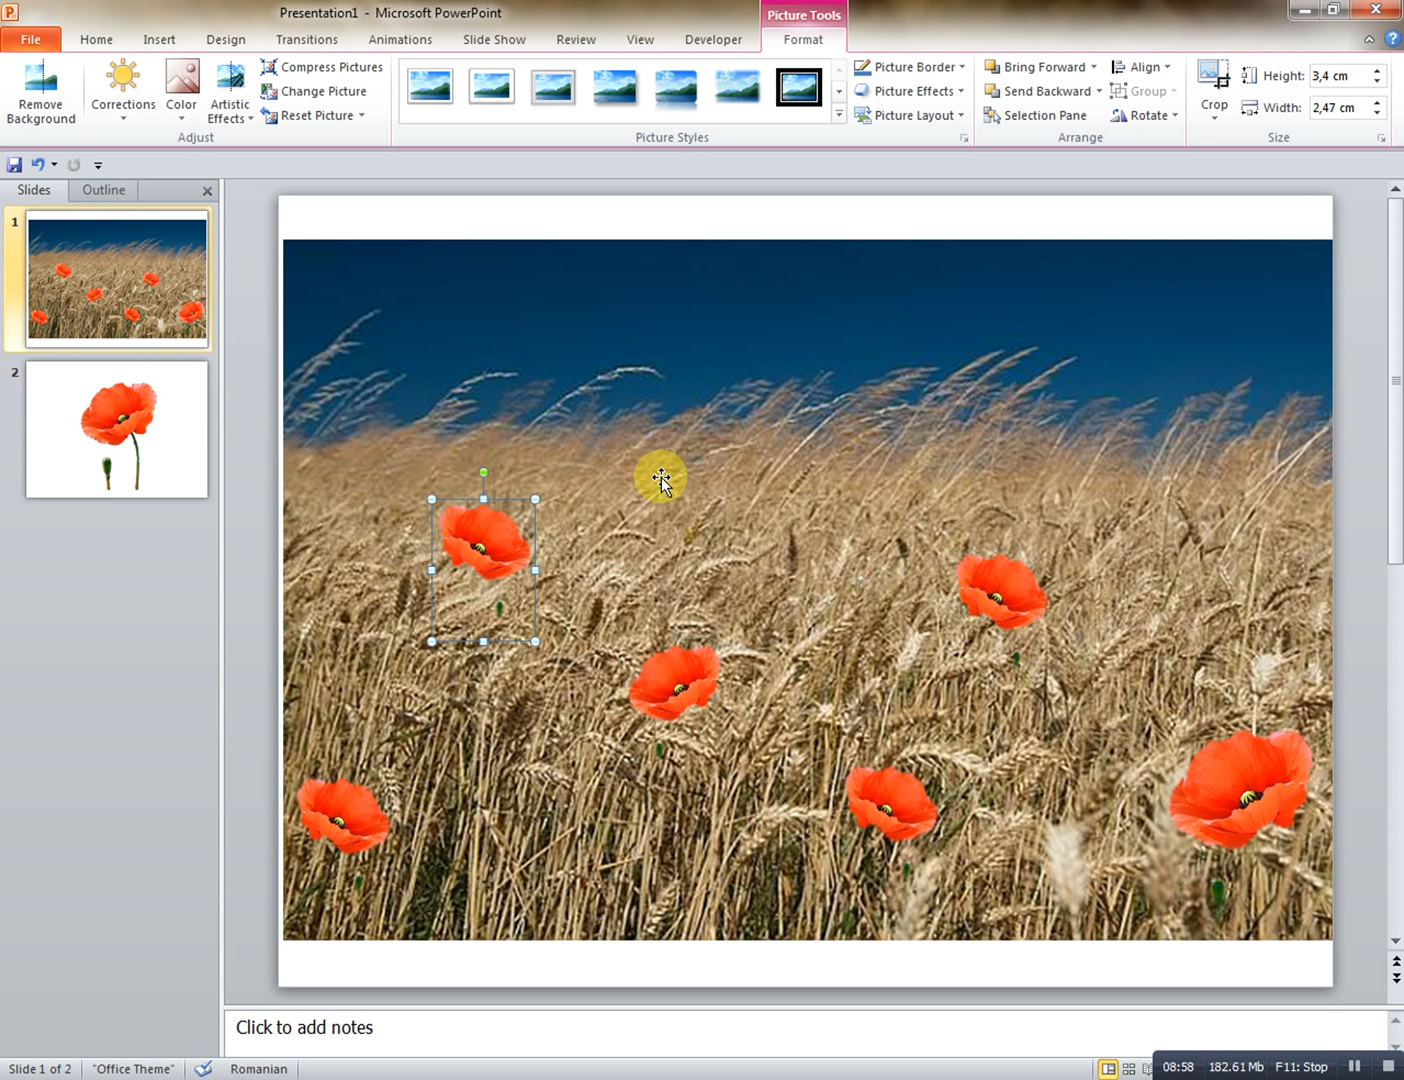 Presentation1 - Microsoft PowerPoint
Picture Tools
File
Home
Insert
Design
Transitions
Animations
Slide Show
Review
View
Developer
Format
Remove Background
Corrections
Color
Artistic Effects
Compress Pictures
Change Picture
Reset Picture
Adjust
Picture Styles
Picture Border
Picture Effects
Picture Layout
Bring Forward
Send Backward
Selection Pane
Align
Group
Rotate
Arrange
Crop
Height: 3,4 cm
Width: 2,47 cm
Size
Slides
Outline
1
2
Click to add notes
Slide 1 of 2
"Office Theme"
Romanian
08:58
182.61 Mb
F11: Stop